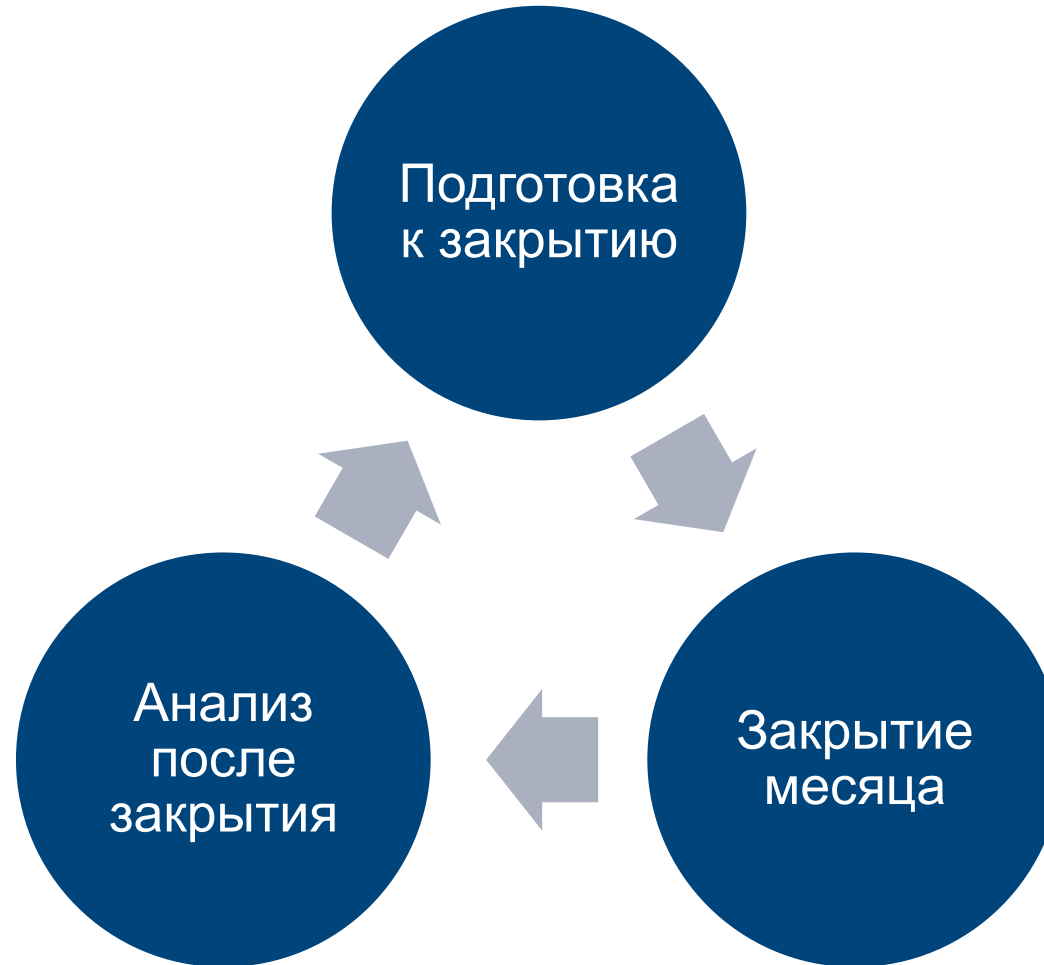 Подготовка
к закрытию
Анализ
после
закрытия
Закрытие
месяца